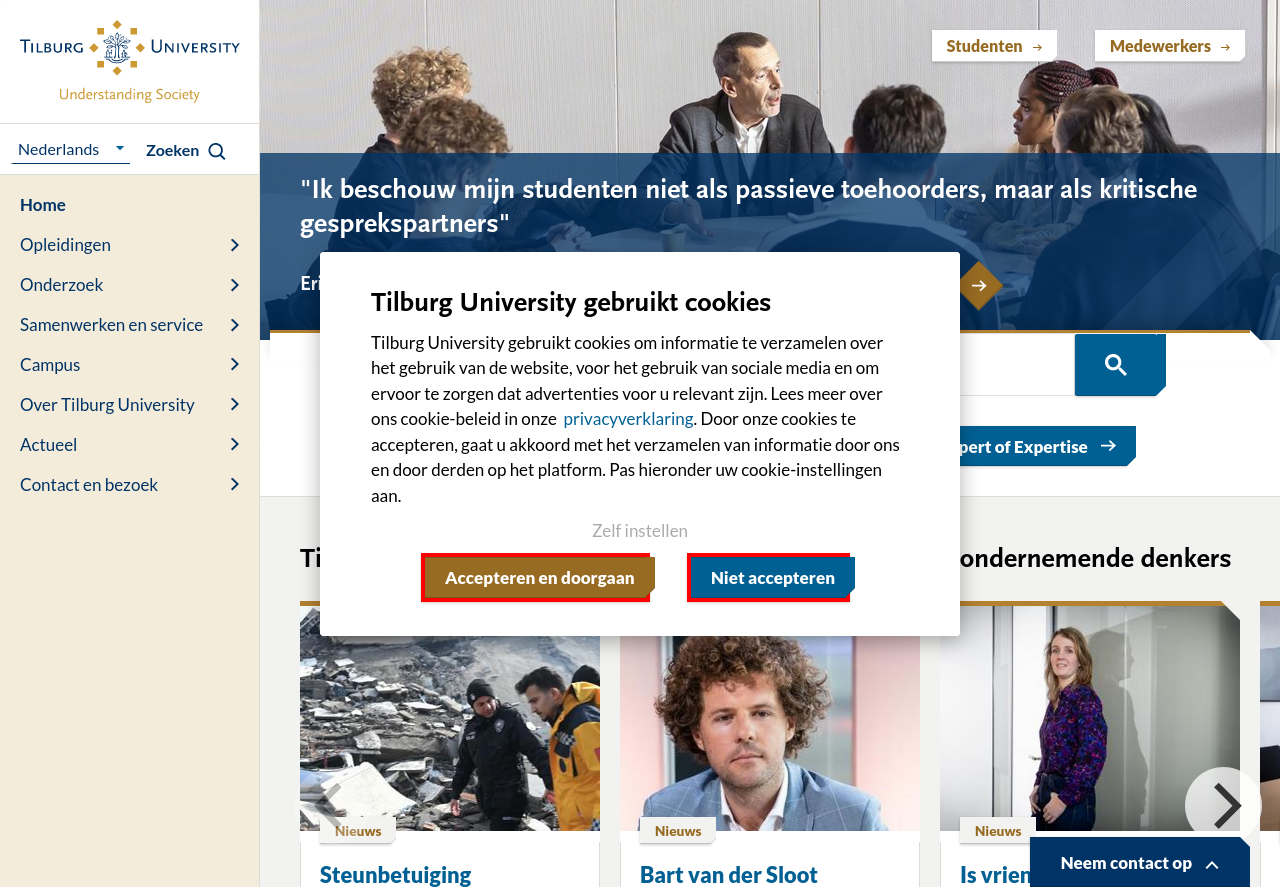 TILBURG UNIVERSITY
Understanding Society
Nederlands
Zoeken
Home
Opleidingen
Onderzoek
Samenwerken en service
Campus
Over Tilburg University
Actueel
Contact en bezoek
Studenten
Medewerkers
"Ik beschouw mijn studenten niet als passieve toehoorders, maar als kritische
gesprekspartners"
Eri
Tilburg University gebruikt cookies
Tilburg University gebruikt cookies om informatie te verzamelen over
het gebruik van de website, voor het gebruik van sociale media en om
ervoor te zorgen dat advertenties voor u relevant zijn. Lees meer over
ons cookie-beleid in onze privacyverklaring. Door onze cookies te
accepteren, gaat u akkoord met het verzamelen van informatie door ons
en door derden op het platform. Pas hieronder uw cookie-instellingen
aan.
Zelf instellen
Accepteren en doorgaan
Niet accepteren
pert of Expertise
Ti
ondernemende denkers
Nieuws
Steunbetuiging
Nieuws
Bart van der Sloot
Nieuws
Is vrien
Neem contact op